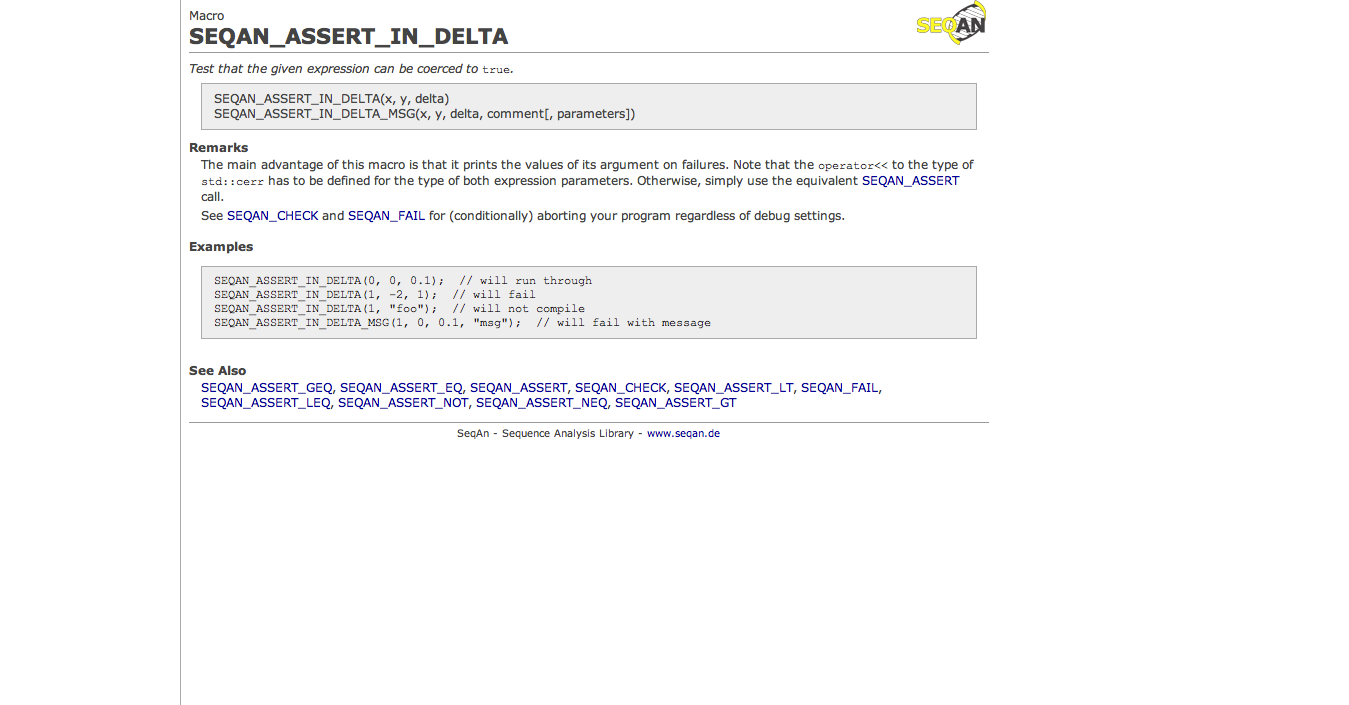 Macro
SEQAN_ASSERT_IN_DELTA
SEQAN
Test that the given expression can be coerced to true.
SEQAN_ASSERT_IN_DELTA(x, y, delta)
SEQAN_ASSERT_IN_DELTA_MSG(x, y, delta, comment[, parameters])
Remarks
The main advantage of this macro is that it prints the values of its argument on failures. Note that the operator<< to the type of
std::cerr has to be defined for the type of both expression parameters. Otherwise, simply use the equivalent SEQAN_ASSERT
call.
See SEQAN_CHECK and SEQAN_FAIL for (conditionally) aborting your program regardless of debug settings.
Examples
SEQAN_ASSERT_IN_DELTA(0, 0, 0.1);  // will run through
SEQAN_ASSERT_IN_DELTA(1, -2, 1);  // will fail
SEQAN_ASSERT_IN_DELTA(1, "foo");  // will not compile
SEQAN_ASSERT_IN_DELTA_MSG(1, 0, 0.1, "msg");  // will fail with message
See Also
SEQAN_ASSERT_GEQ, SEQAN_ASSERT_EQ, SEQAN_ASSERT, SEQAN_CHECK, SEQAN_ASSERT_LT, SEQAN_FAIL,
SEQAN_ASSERT_LEQ, SEQAN_ASSERT_NOT, SEQAN_ASSERT_NEQ, SEQAN_ASSERT_GT
SeqAn - Sequence Analysis Library - www.seqan.de